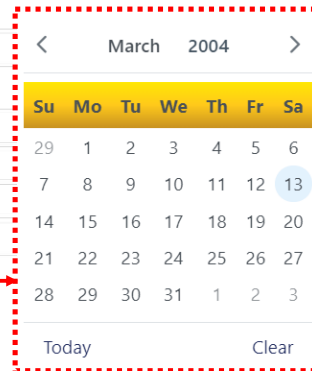 March 2004
Su Mo Tu We Th Fr Sa
29 1 2 3 4 5 6
7 8 9 10 11 12 13
14 15 16 17 18 19 20
21 22 23 24 25 26 27
28 29 30 31 1 2 3
Today Clear